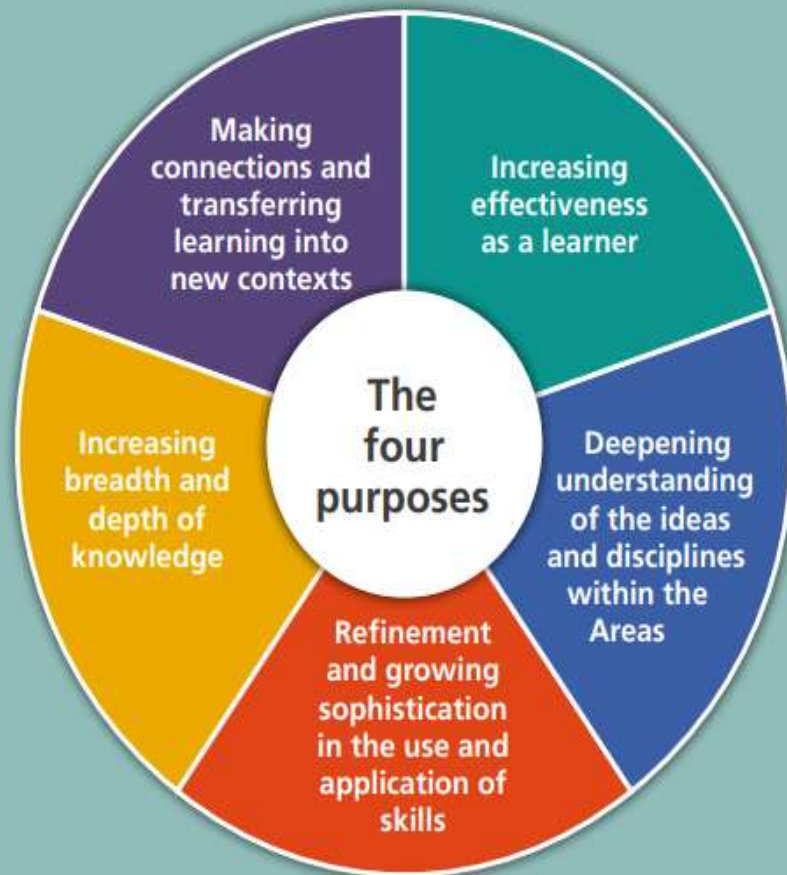 Making
connections and
transferring
learning into
new contexts
Increasing
effectiveness
as a learner
The
four
purposes
Increasing
breadth and
depth of
knowledge
Deepening
understanding
of the ideas
and disciplines
within the
Areas
Refinement
and growing
sophistication
in the use and
application of
skills